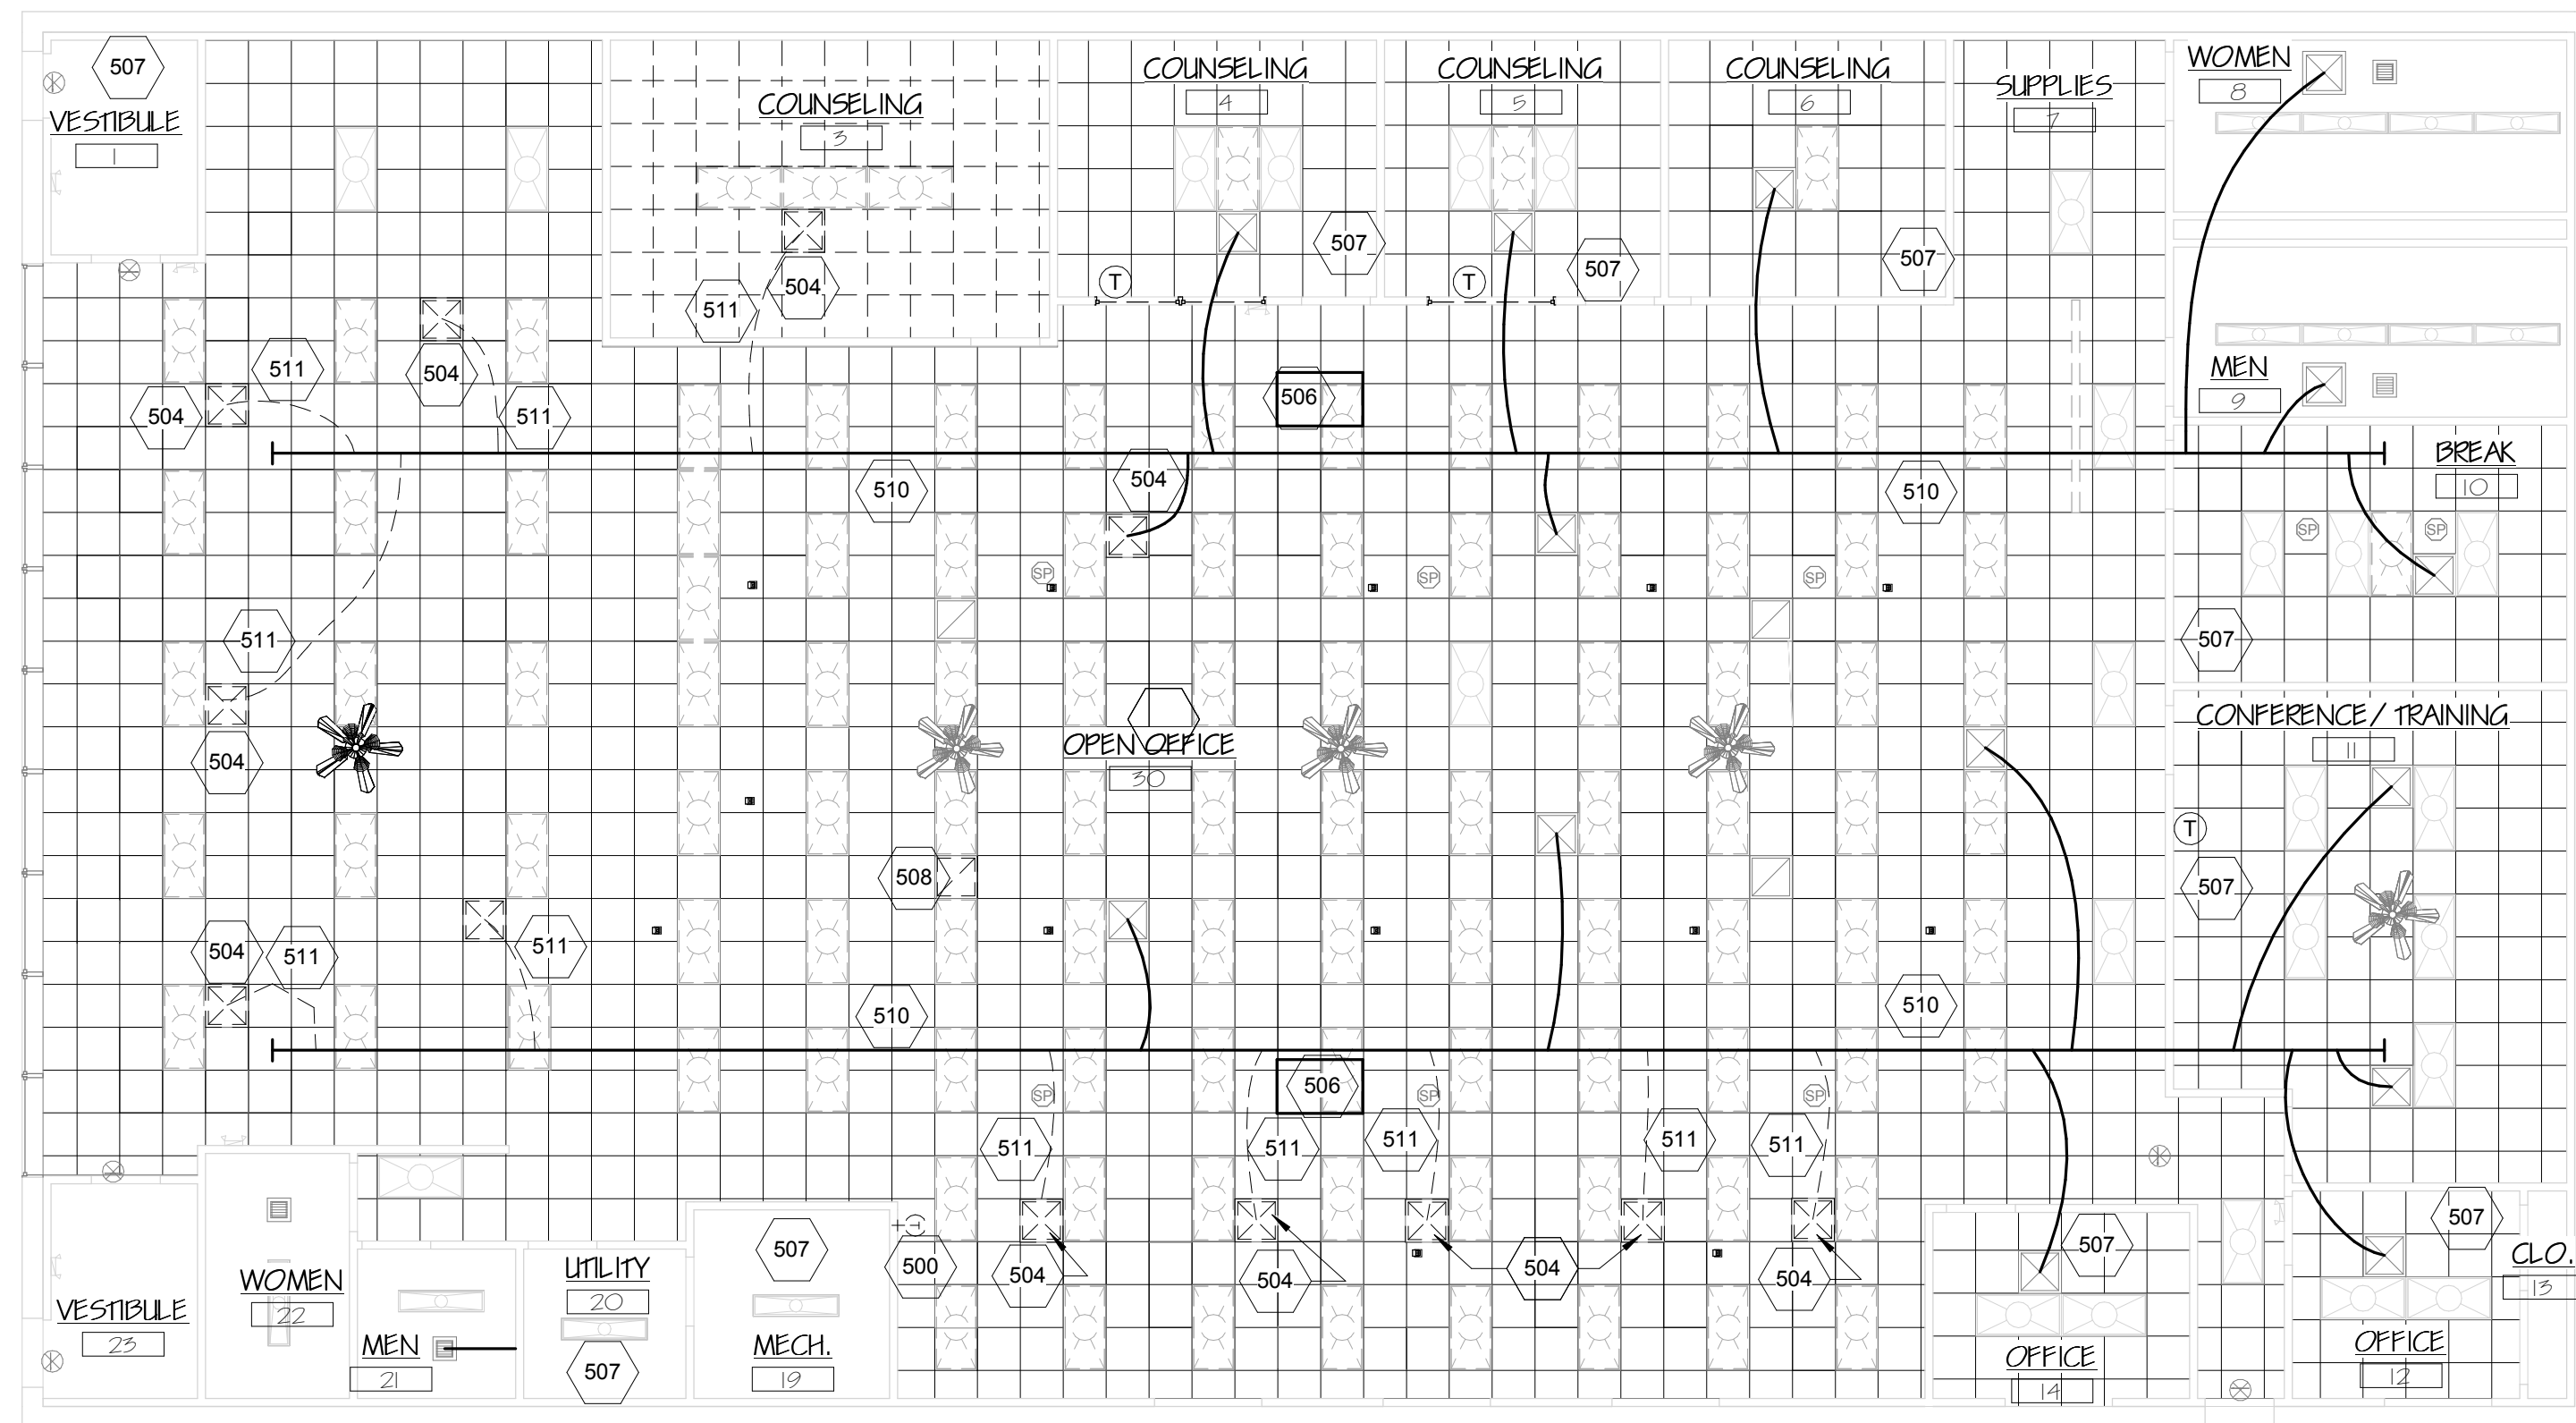 507
VESTIBULE
1
COUNSELING
3
COUNSELING
4
COUNSELING
5
COUNSELING
6
SUPPLIES
7
WOMEN
8
507
507
507
T
T
504
511
511
504
504
511
506
MEN
9
BREAK
10
504
510
510
SP
SP
SP
SP
SP
511
507
504
OPEN OFFICE
30
CONFERENCE / TRAINING
11
T
508
507
504
511
511
510
510
506
SP
SP
SP
511
511
511
511
511
507
500
504
504
504
504
507
507
WOMEN
22
UTILITY
20
VESTIBULE
23
MEN
21
507
MECH.
19
T
CLO.
13
OFFICE
14
OFFICE
12